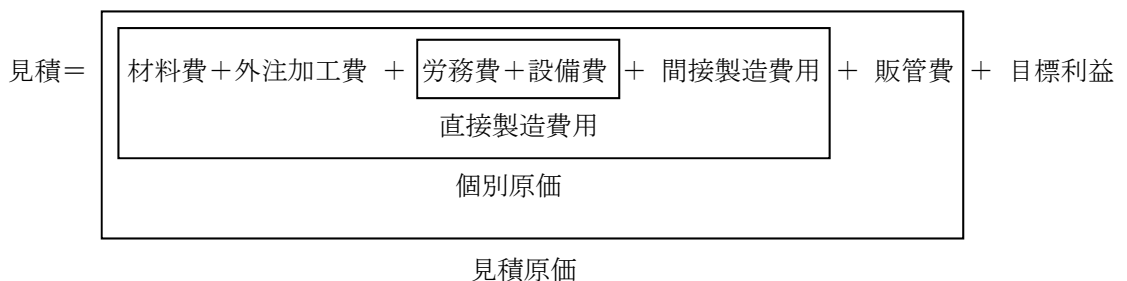 見積＝ 材料費＋外注加工費 ＋ 労務費＋設備費 ＋ 間接製造費用 ＋ 販管費 ＋ 目標利益
直接製造費用
個別原価
見積原価